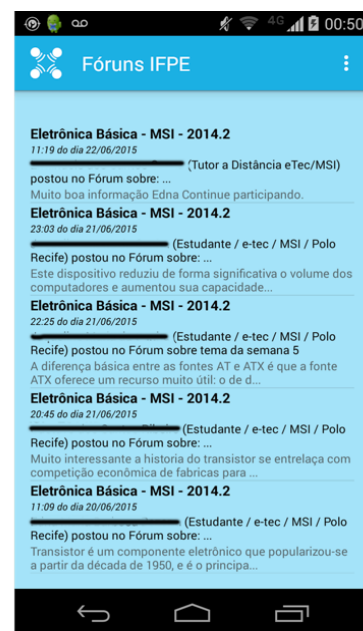 4G 00:50
Fóruns IFPE
Eletrônica Básica - MSI - 2014.2
11:19 do dia 22/06/2015
(Tutor a Distância eTec/MSI)
postou no Fórum sobre: ...
Muito boa informação Edna Continue participando.
Eletrônica Básica - MSI - 2014.2
23:03 do dia 21/06/2015
(Estudante / e-tec / MSI / Polo
Recife) postou no Fórum sobre: ...
Este dispositivo reduziu de forma significativa o volume dos
computadores e aumentou sua capacidade...
Eletrônica Básica - MSI - 2014.2
22:25 do dia 21/06/2015
(Estudante / e-tec / MSI / Polo
Recife) postou no Fórum sobre tema da semana 5
A diferença básica entre as fontes AT e ATX é que a fonte
ATX oferece um recurso muito útil: o de d...
Eletrônica Básica - MSI - 2014.2
20:45 do dia 21/06/2015
(Estudante / e-tec / MSI / Polo
Recife) postou no Fórum sobre: ...
Muito interessante a historia do transistor se entrelaça com
competição econômica de fabricas para ...
Eletrônica Básica - MSI - 2014.2
11:09 do dia 20/06/2015
(Estudante / e-tec / MSI / Polo
Recife) postou no Fórum sobre: ...
Transistor é um componente eletrônico que popularizou-se
a partir da década de 1950, e é o principa...